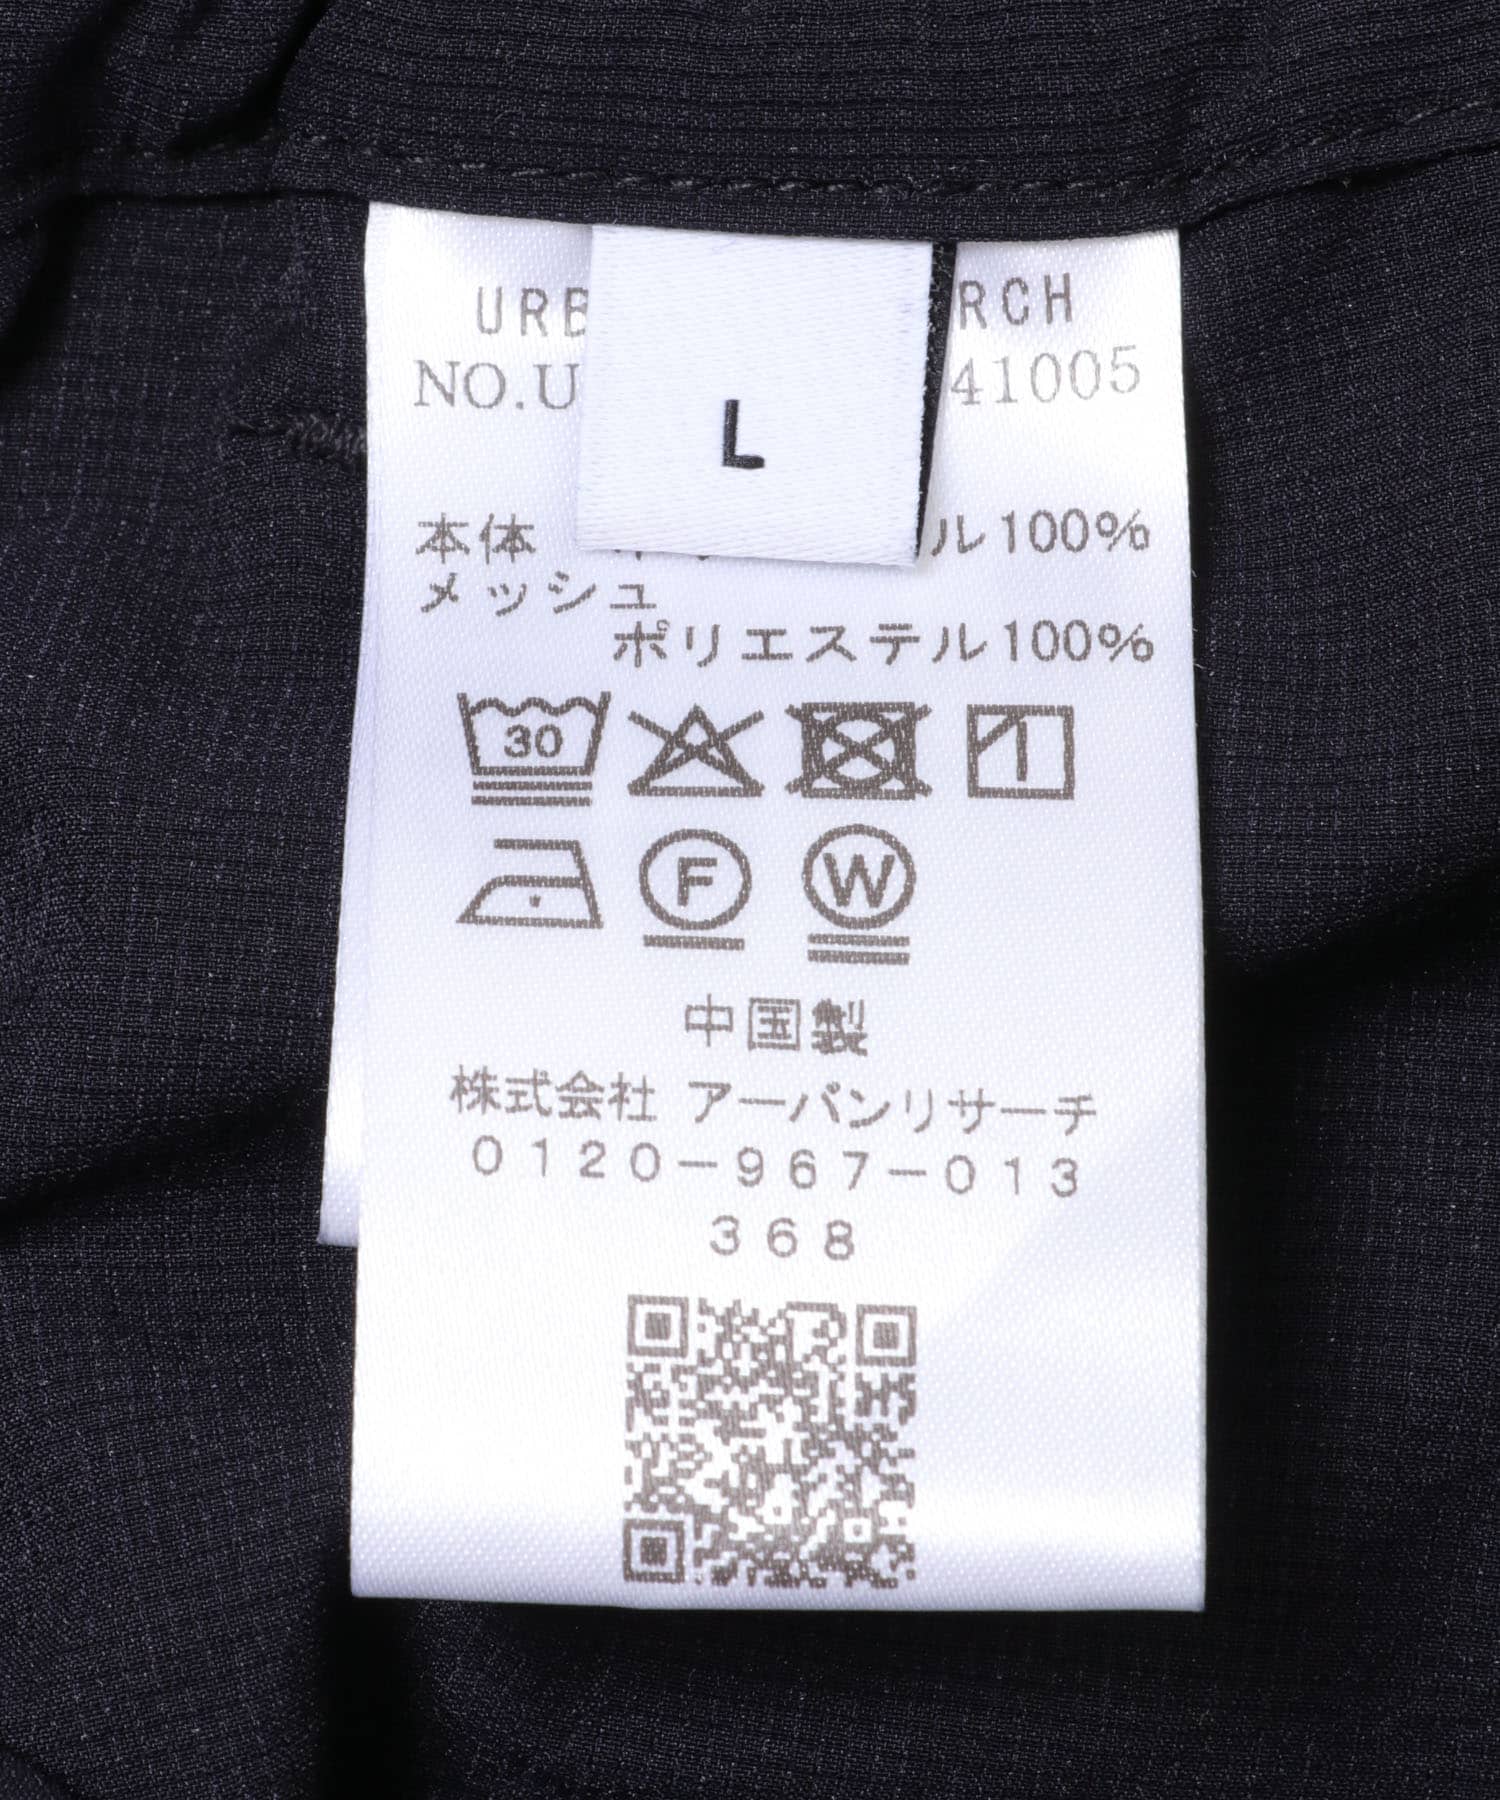 URB RCH
NO.U 41005
L
本体 ル100%
メッシュ
ポリエステル100%
30
F W
中国製
株式会社 アーバンリサーチ
0120-967-013
368